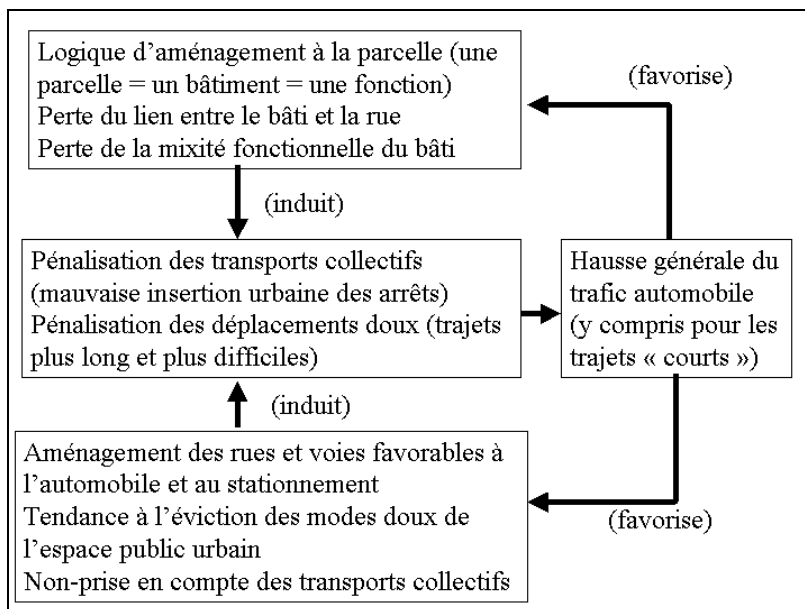 Logique d'aménagement à la parcelle (une
parcelle = un bâtiment = une fonction)
Perte du lien entre le bâti et la rue
Perte de la mixité fonctionnelle du bâti
(favorise)
(induit)
Pénalisation des transports collectifs
(mauvaise insertion urbaine des arrêts)
Pénalisation des déplacements doux (trajets
plus long et plus difficiles)
Hausse générale du
trafic automobile
(y compris pour les
trajets « courts »)
(induit)
Aménagement des rues et voies favorables à
l'automobile et au stationnement
Tendance à l'éviction des modes doux de
l'espace public urbain
Non-prise en compte des transports collectifs
(favorise)